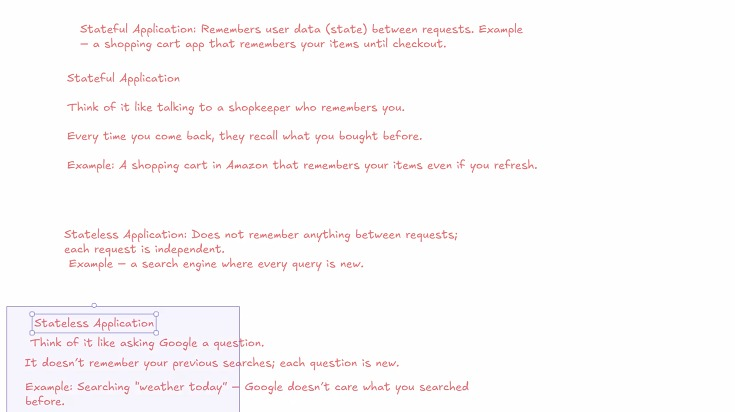 Stateful Application: Remembers user data (state) between requests. Example
– a shopping cart app that remembers your items until checkout.
Stateful Application
Think of it like talking to a shopkeeper who remembers you.
Every time you come back, they recall what you bought before.
Example: A shopping cart in Amazon that remembers your items even if you refresh.
Stateless Application: Does not remember anything between requests;
each request is independent.
Example – a search engine where every query is new.
Stateless Application
Think of it like asking Google a question.
It doesn't remember your previous searches; each question is new.
Example: Searching "weather today" – Google doesn't care what you searched
before.